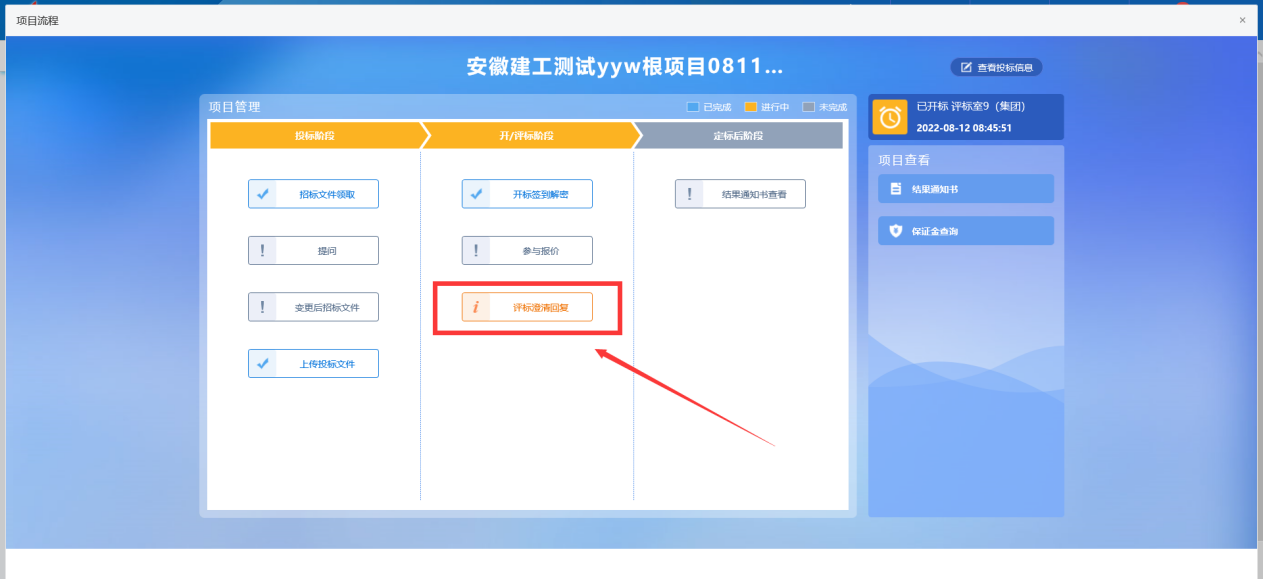 项目流程
×
安徽建工测试yyw根项目0811...
查看投标信息
项目管理
已完成 进行中 未完成
投标阶段
开/评标阶段
定标后阶段
招标文件领取
提问
变更后招标文件
上传投标文件
开标签到解密
参与报价
评标澄清回复
结果通知书查看
已开标 评标室9（集团）
2022-08-12 08:45:51
项目查看
结果通知书
保证金查询